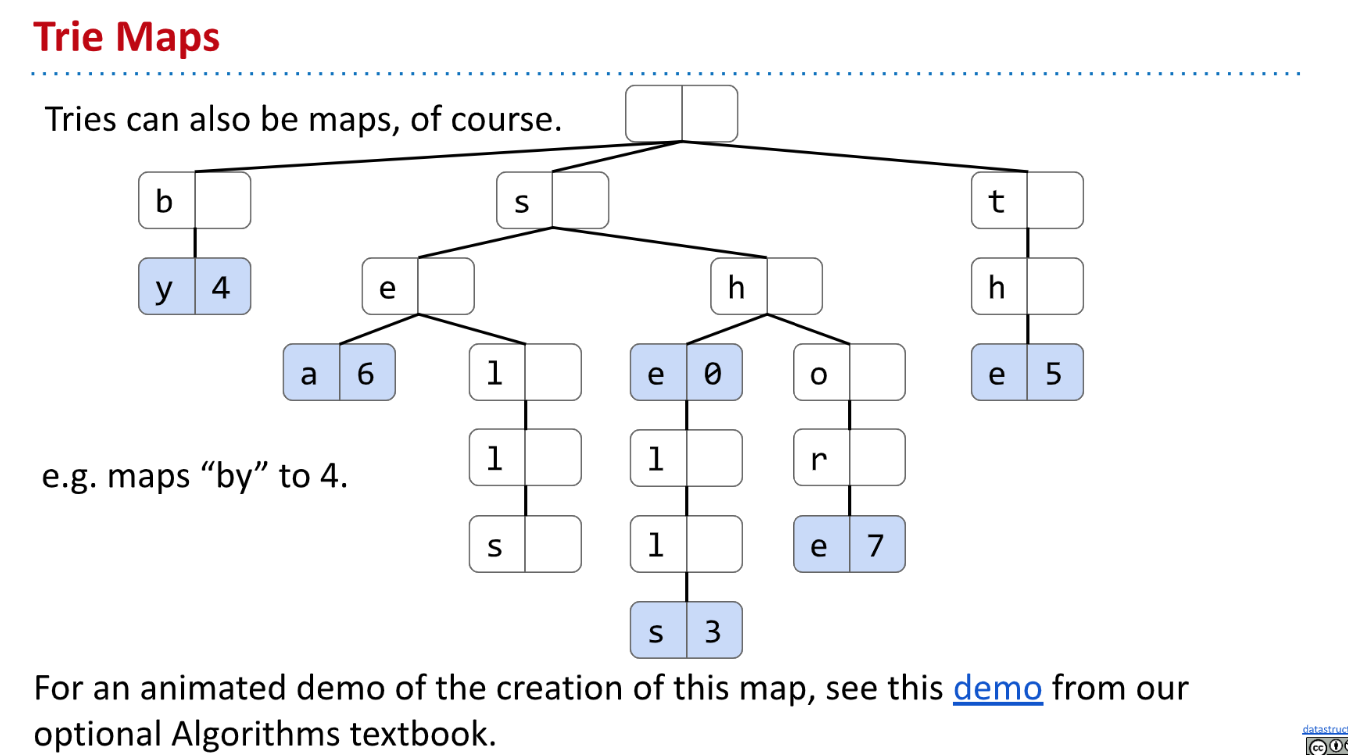 Trie Maps
Tries can also be maps, of course.
b
s
t
y 4
e
h
h
a 6
l
e 0
o
e 5
l
l
r
e.g. maps “by” to 4.
s
l
e 7
s 3
For an animated demo of the creation of this map, see this demo from our
optional Algorithms textbook.
datastruct
cc